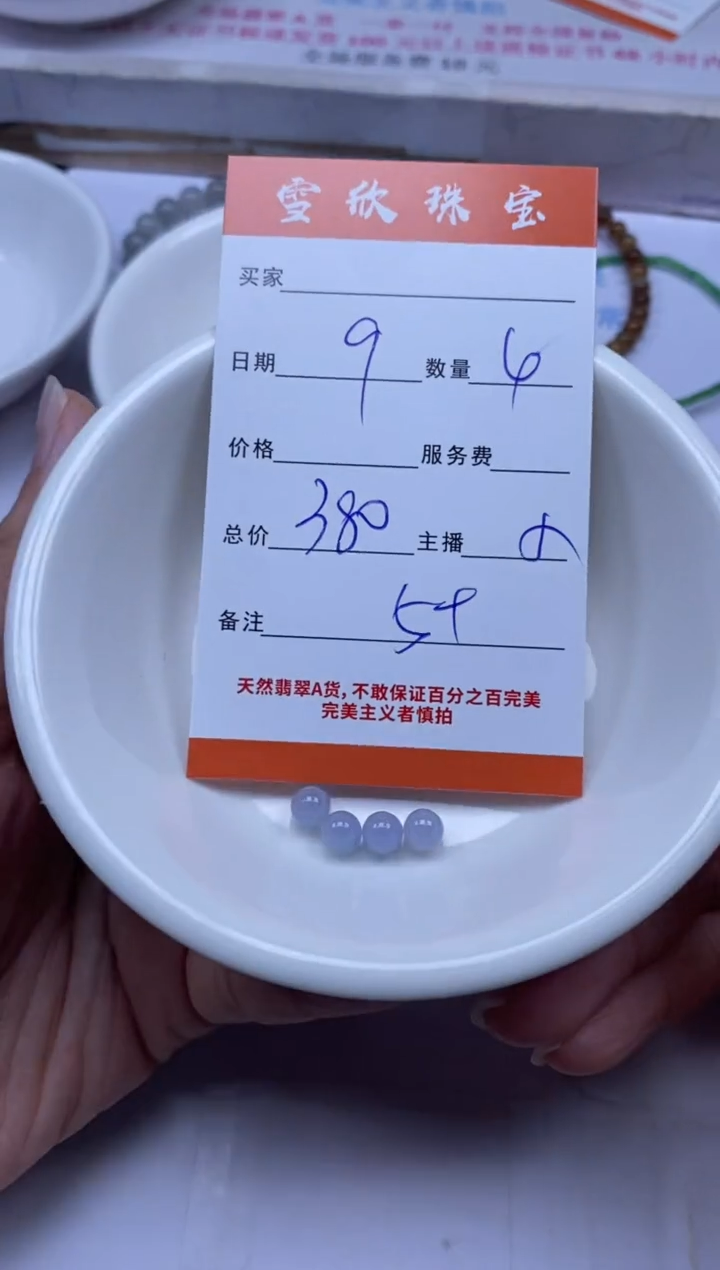 雪欣珠宝
买家
日期 9 数量 4
价格 服务费
总价 380 主播
备注 54
天然翡翠A货,不敢保证百分之百完美
完美主义者慎拍